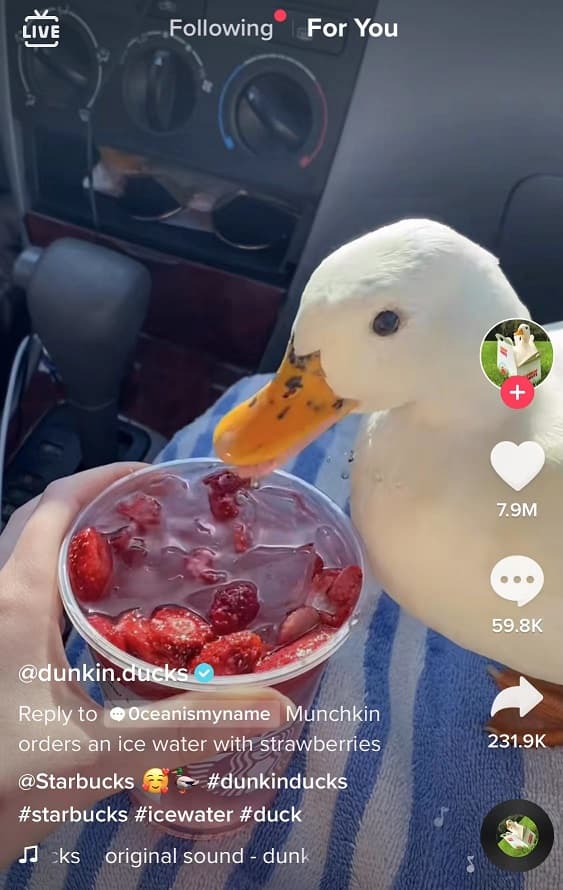 LIVE
Following For You
7.9M
59.8K
@dunkin.ducks
Reply to 0ceanismyname Munchkin
orders an ice water with strawberries
231.9K
@Starbucks 🥰🦆 #dunkinducks
#starbucks #icewater #duck
cks original sound - dunk